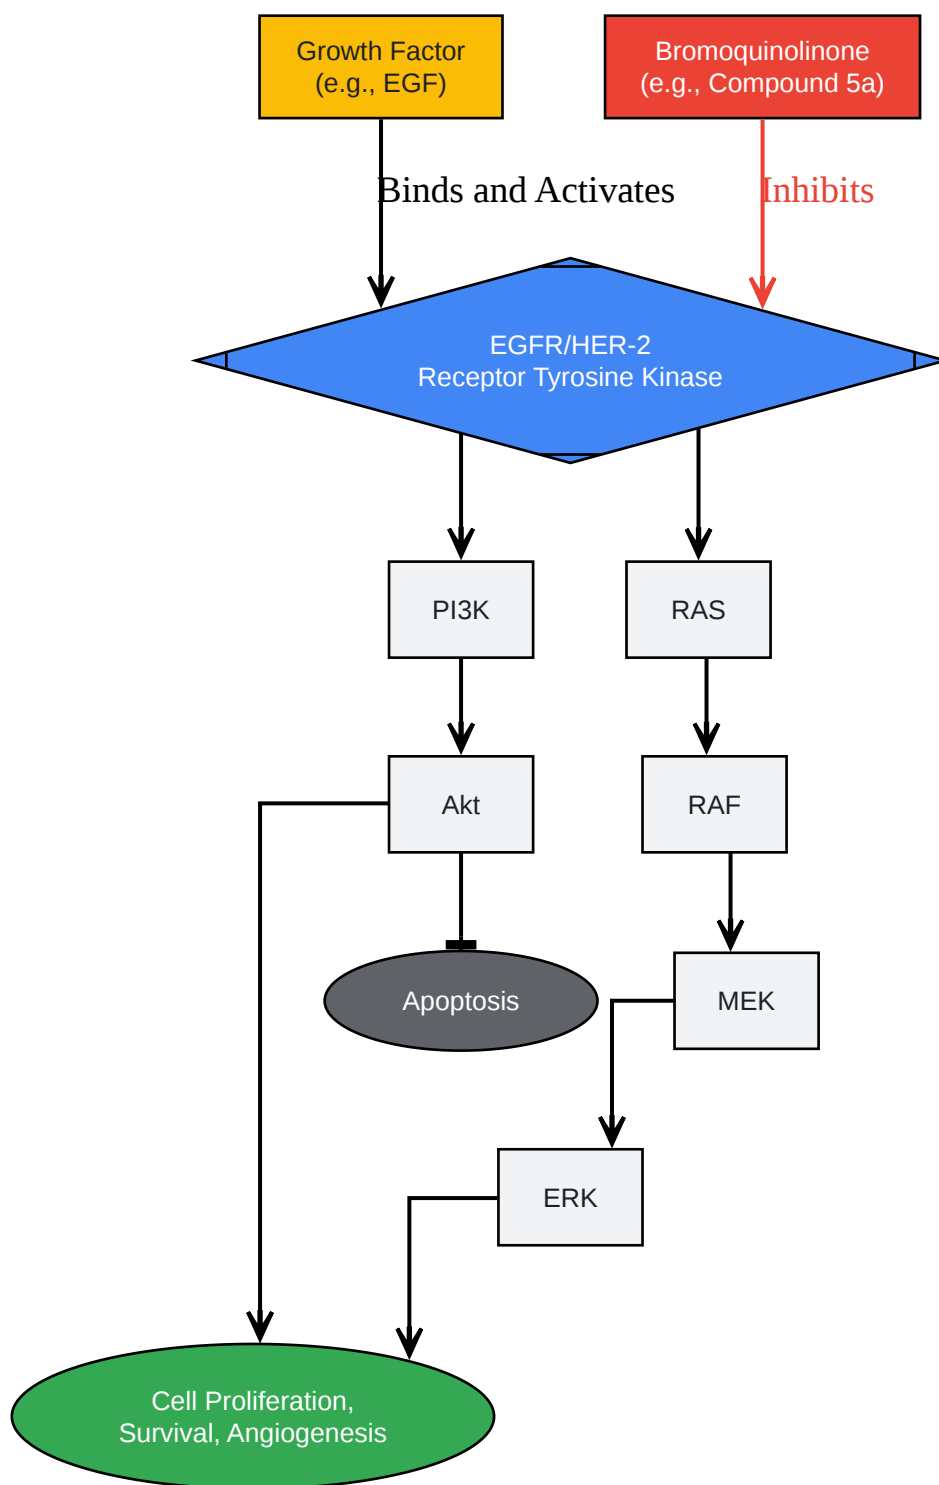 Growth Factor
(e.g., EGF)
Bromoquinolinone
(e.g., Compound 5a)
Binds and Activates
Inhibits
EGFR/HER-2
Receptor Tyrosine Kinase
PI3K
RAS
Akt
RAF
Apoptosis
MEK
ERK
Cell Proliferation,
Survival, Angiogenesis